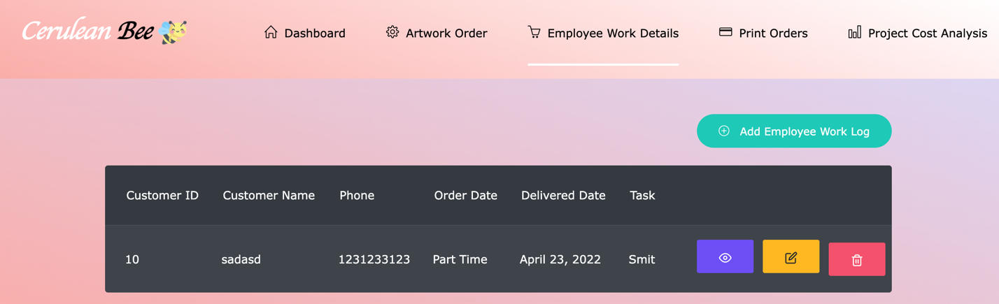 Cerulean Bee Dashboard Artwork Order Employee Work Details Print Orders Project Cost Analysis
Add Employee Work Log
Customer ID Customer Name Phone Order Date Delivered Date Task
10 sadasd 1231233123 Part Time April 23, 2022 Smit